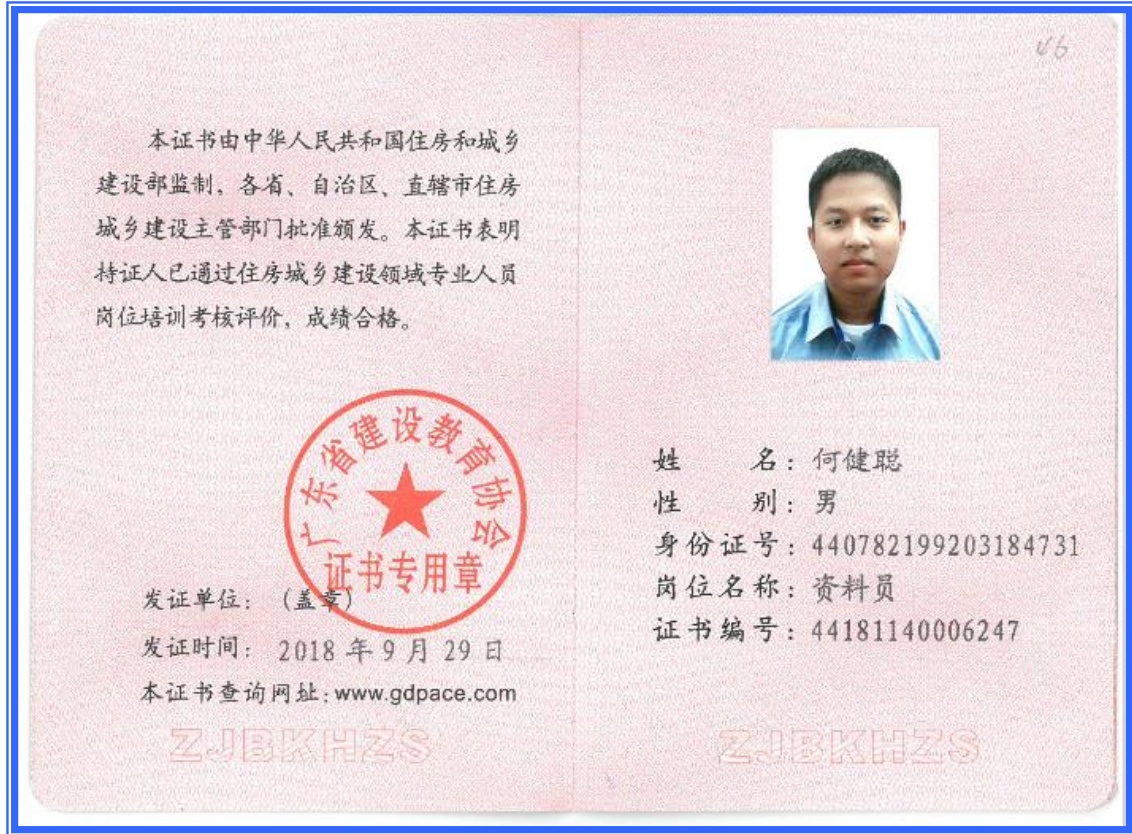 本证书由中华人民共和国住房和城乡
建设部监制，各省、自治区、直辖市住房
城乡建设主管部门批准颁发。本证书表明
持证人已通过住房城乡建设领域专业人员
岗位培训考核评价，成绩合格。
广东省建设教育协会
证书专用章
发证单位：（盖章）
发证时间：2018 年 9 月 29 日
本证书查询网址：www.gdpace.com
ZJBKHZS
46
姓 名：何健聪
性 别：男
身份证号：440782199203184731
岗位名称：资料员
证书编号：44181140006247
ZJBKHZS